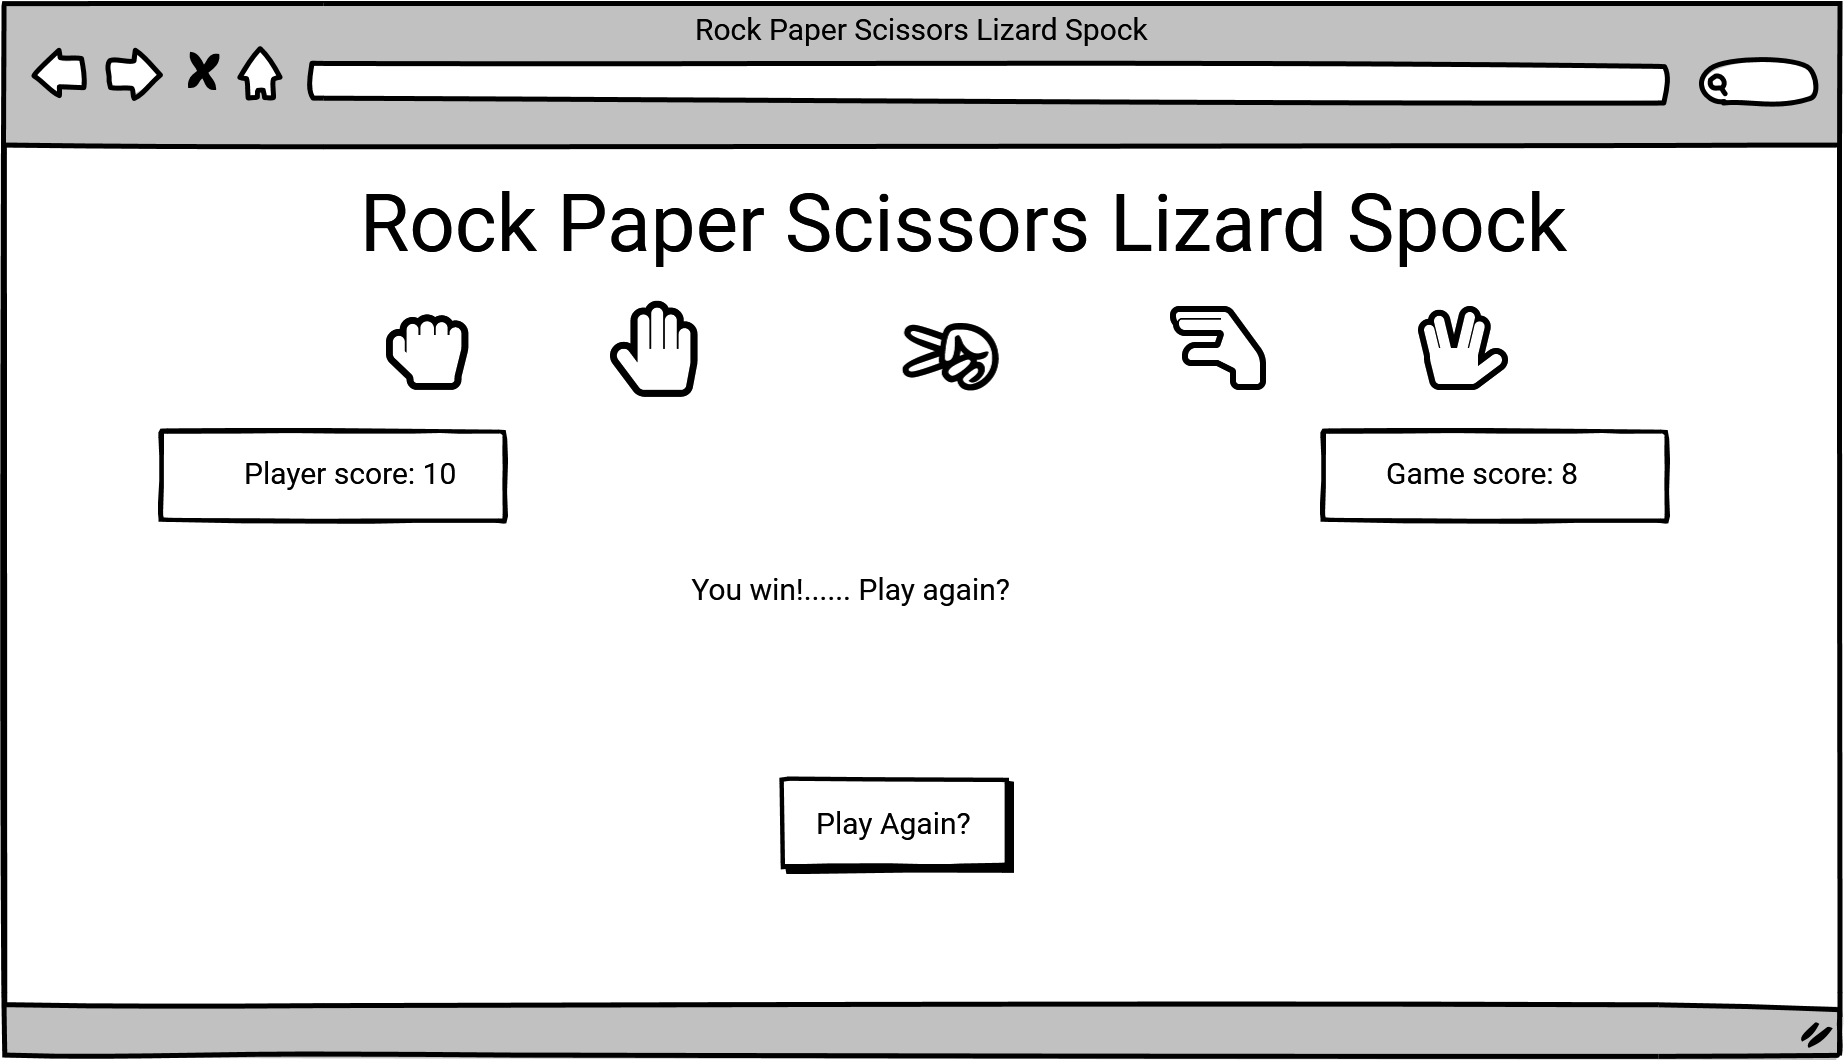 Rock Paper Scissors Lizard Spock
Rock Paper Scissors Lizard Spock
Player score: 10
Game score: 8
You win!...... Play again?
Play Again?